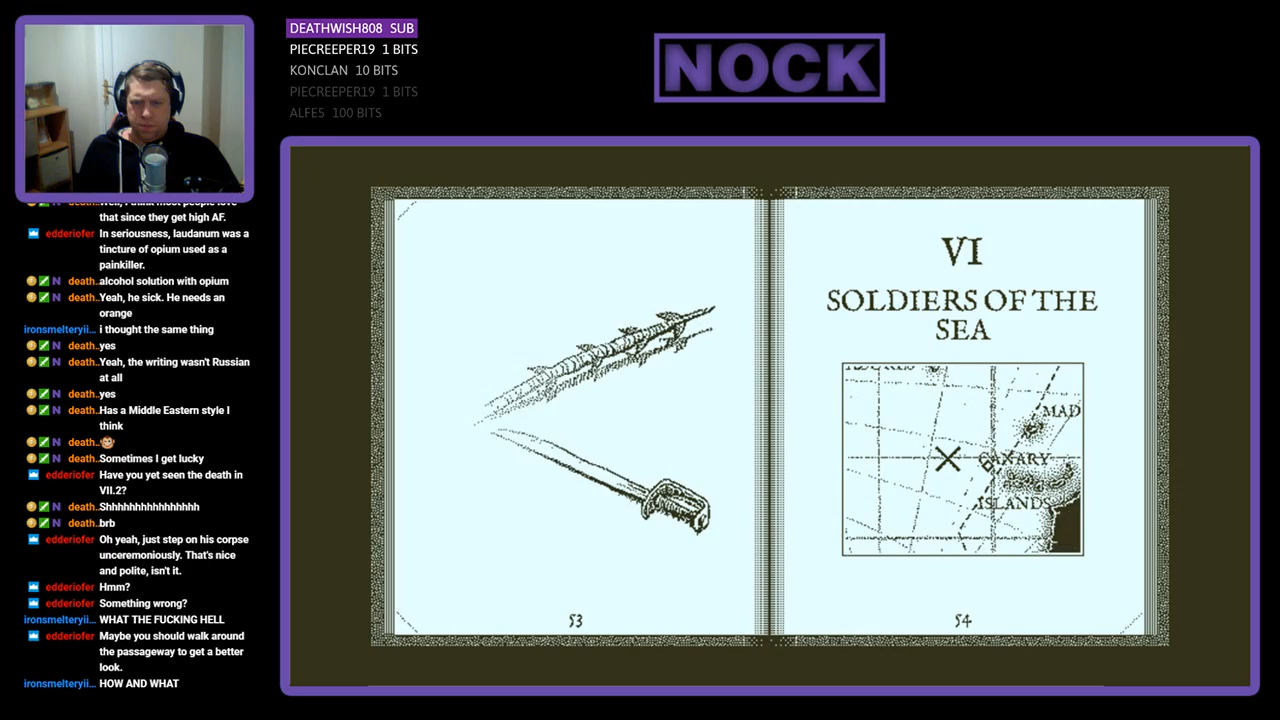 DEATHWISH808 SUB
PIECREEPER19 1 BITS
KONCLAN 10 BITS
PIECREEPER19 1 BITS
ALFE5 100 BITS
NOCK
that since they get high AF.
edderiofer In seriousness, laudanum was a
tincture of opium used as a
painkiller.
death.. alcohol solution with opium
death.. Yeah, he sick. He needs an
orange
ironsmelteryii... i thought the same thing
death.. yes
death.. Yeah, the writing wasn't Russian
at all
death.. yes
death.. Has a Middle Eastern style I
think
death..
death.. Sometimes I get lucky
edderiofer Have you yet seen the death in
VII.2?
death.. Shhhhhhhhhhhhhhh
death.. brb
edderiofer Oh yeah, just step on his corpse
unceremoniously. That's nice
and polite, isn't it.
edderiofer Hmm?
edderiofer Something wrong?
ironsmelteryii... WHAT THE FUCKING HELL
edderiofer Maybe you should walk around
the passageway to get a better
look.
ironsmelteryii... HOW AND WHAT
VI
SOLDIERS OF THE
SEA
MAD
CANARY
ISLANDS
53
54